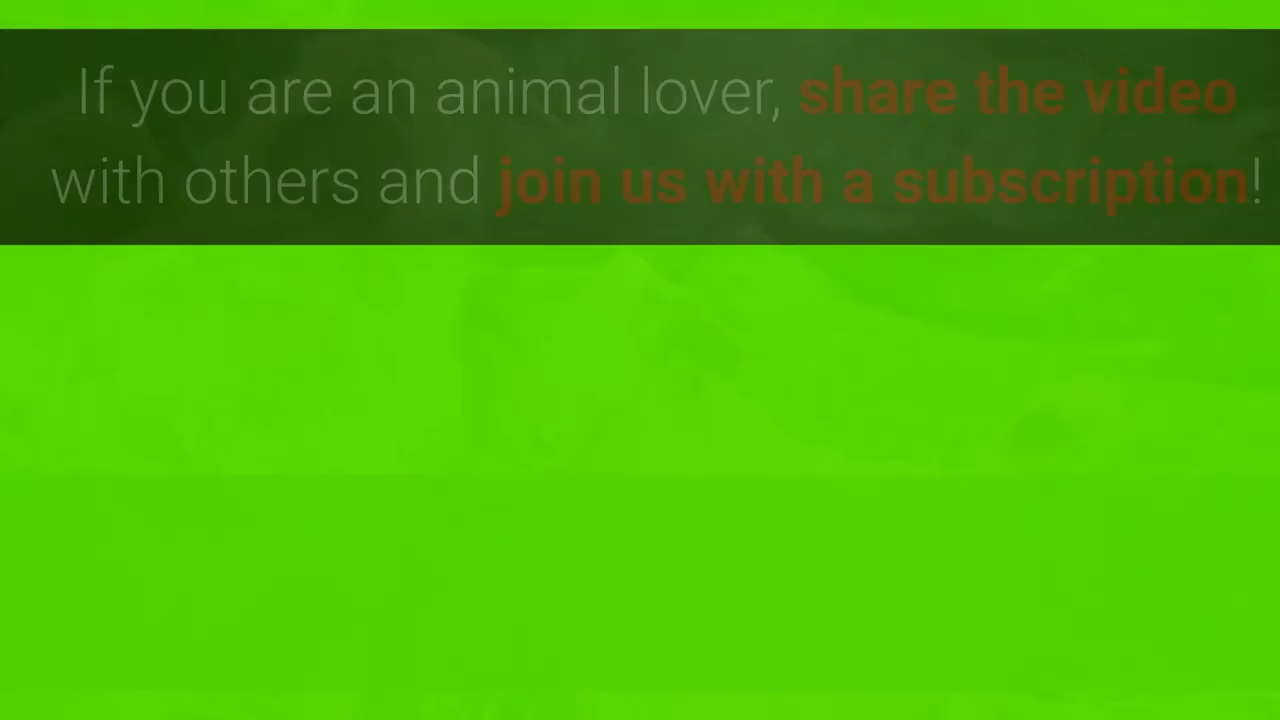 If you are an animal lover, share the video
with others and join us with a subscription!